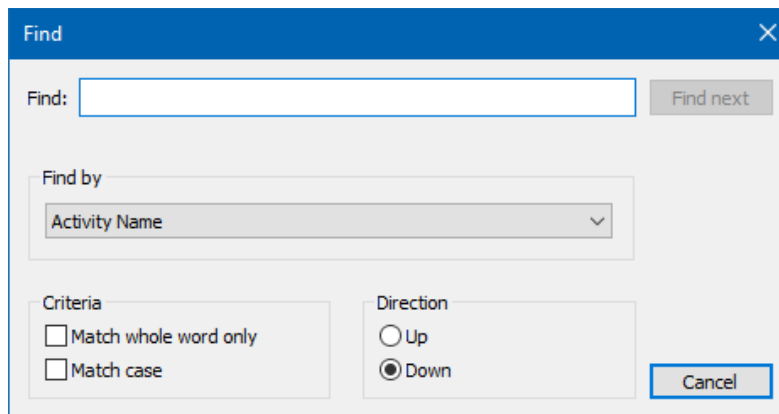 Find
Find:
Find next
Find by
Activity Name
Criteria
Match whole word only
Match case
Direction
Up
Down
Cancel